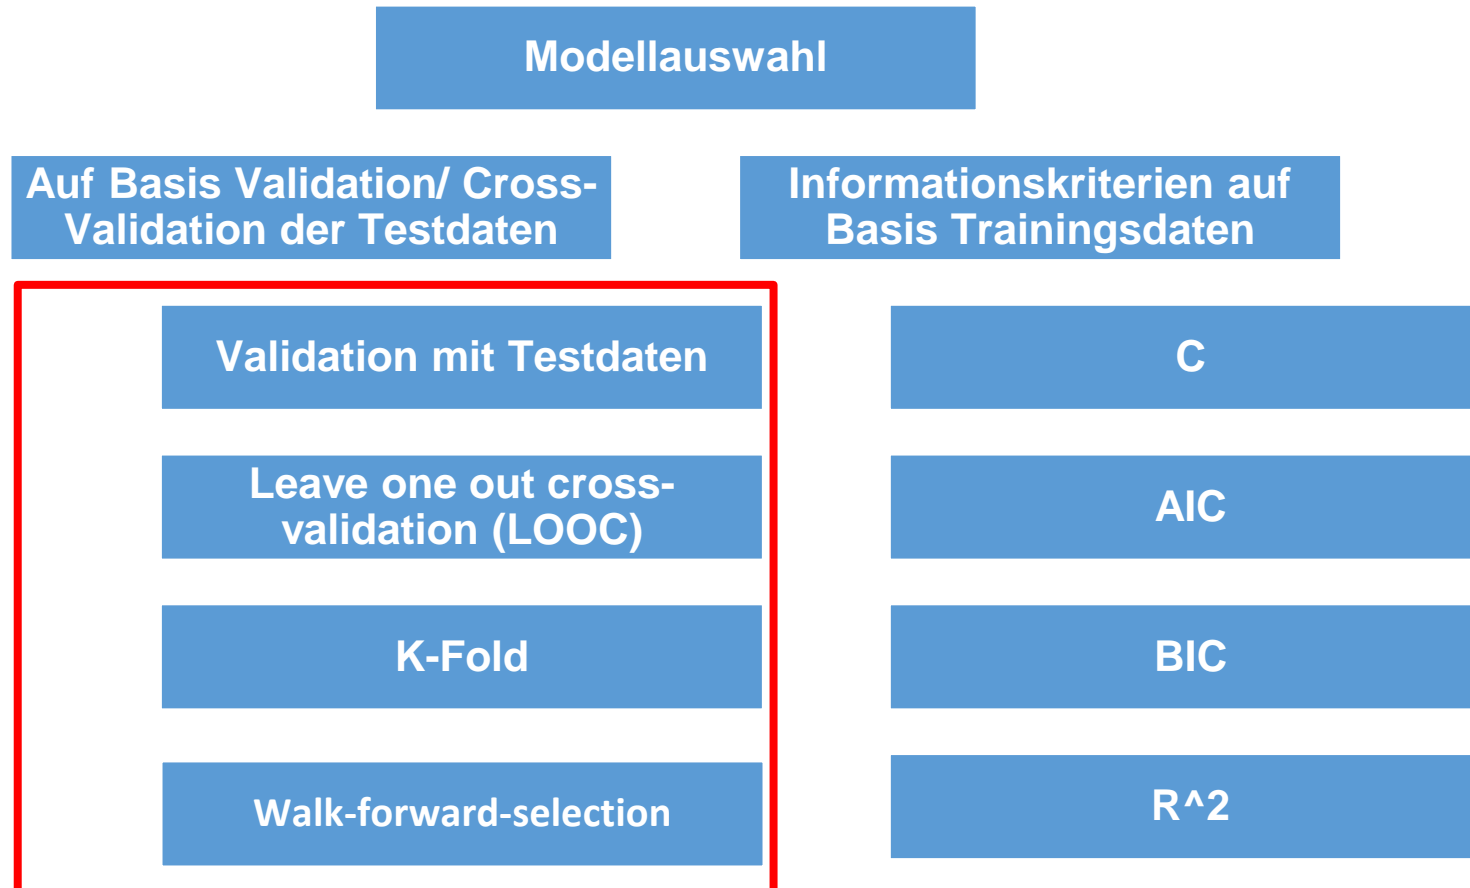 Modellauswahl
Auf Basis Validation/ Cross-
Validation der Testdaten
Informationskriterien auf
Basis Trainingsdaten
Validation mit Testdaten
Leave one out cross-
validation (LOOC)
K-Fold
Walk-forward-selection
C
AIC
BIC
R^2